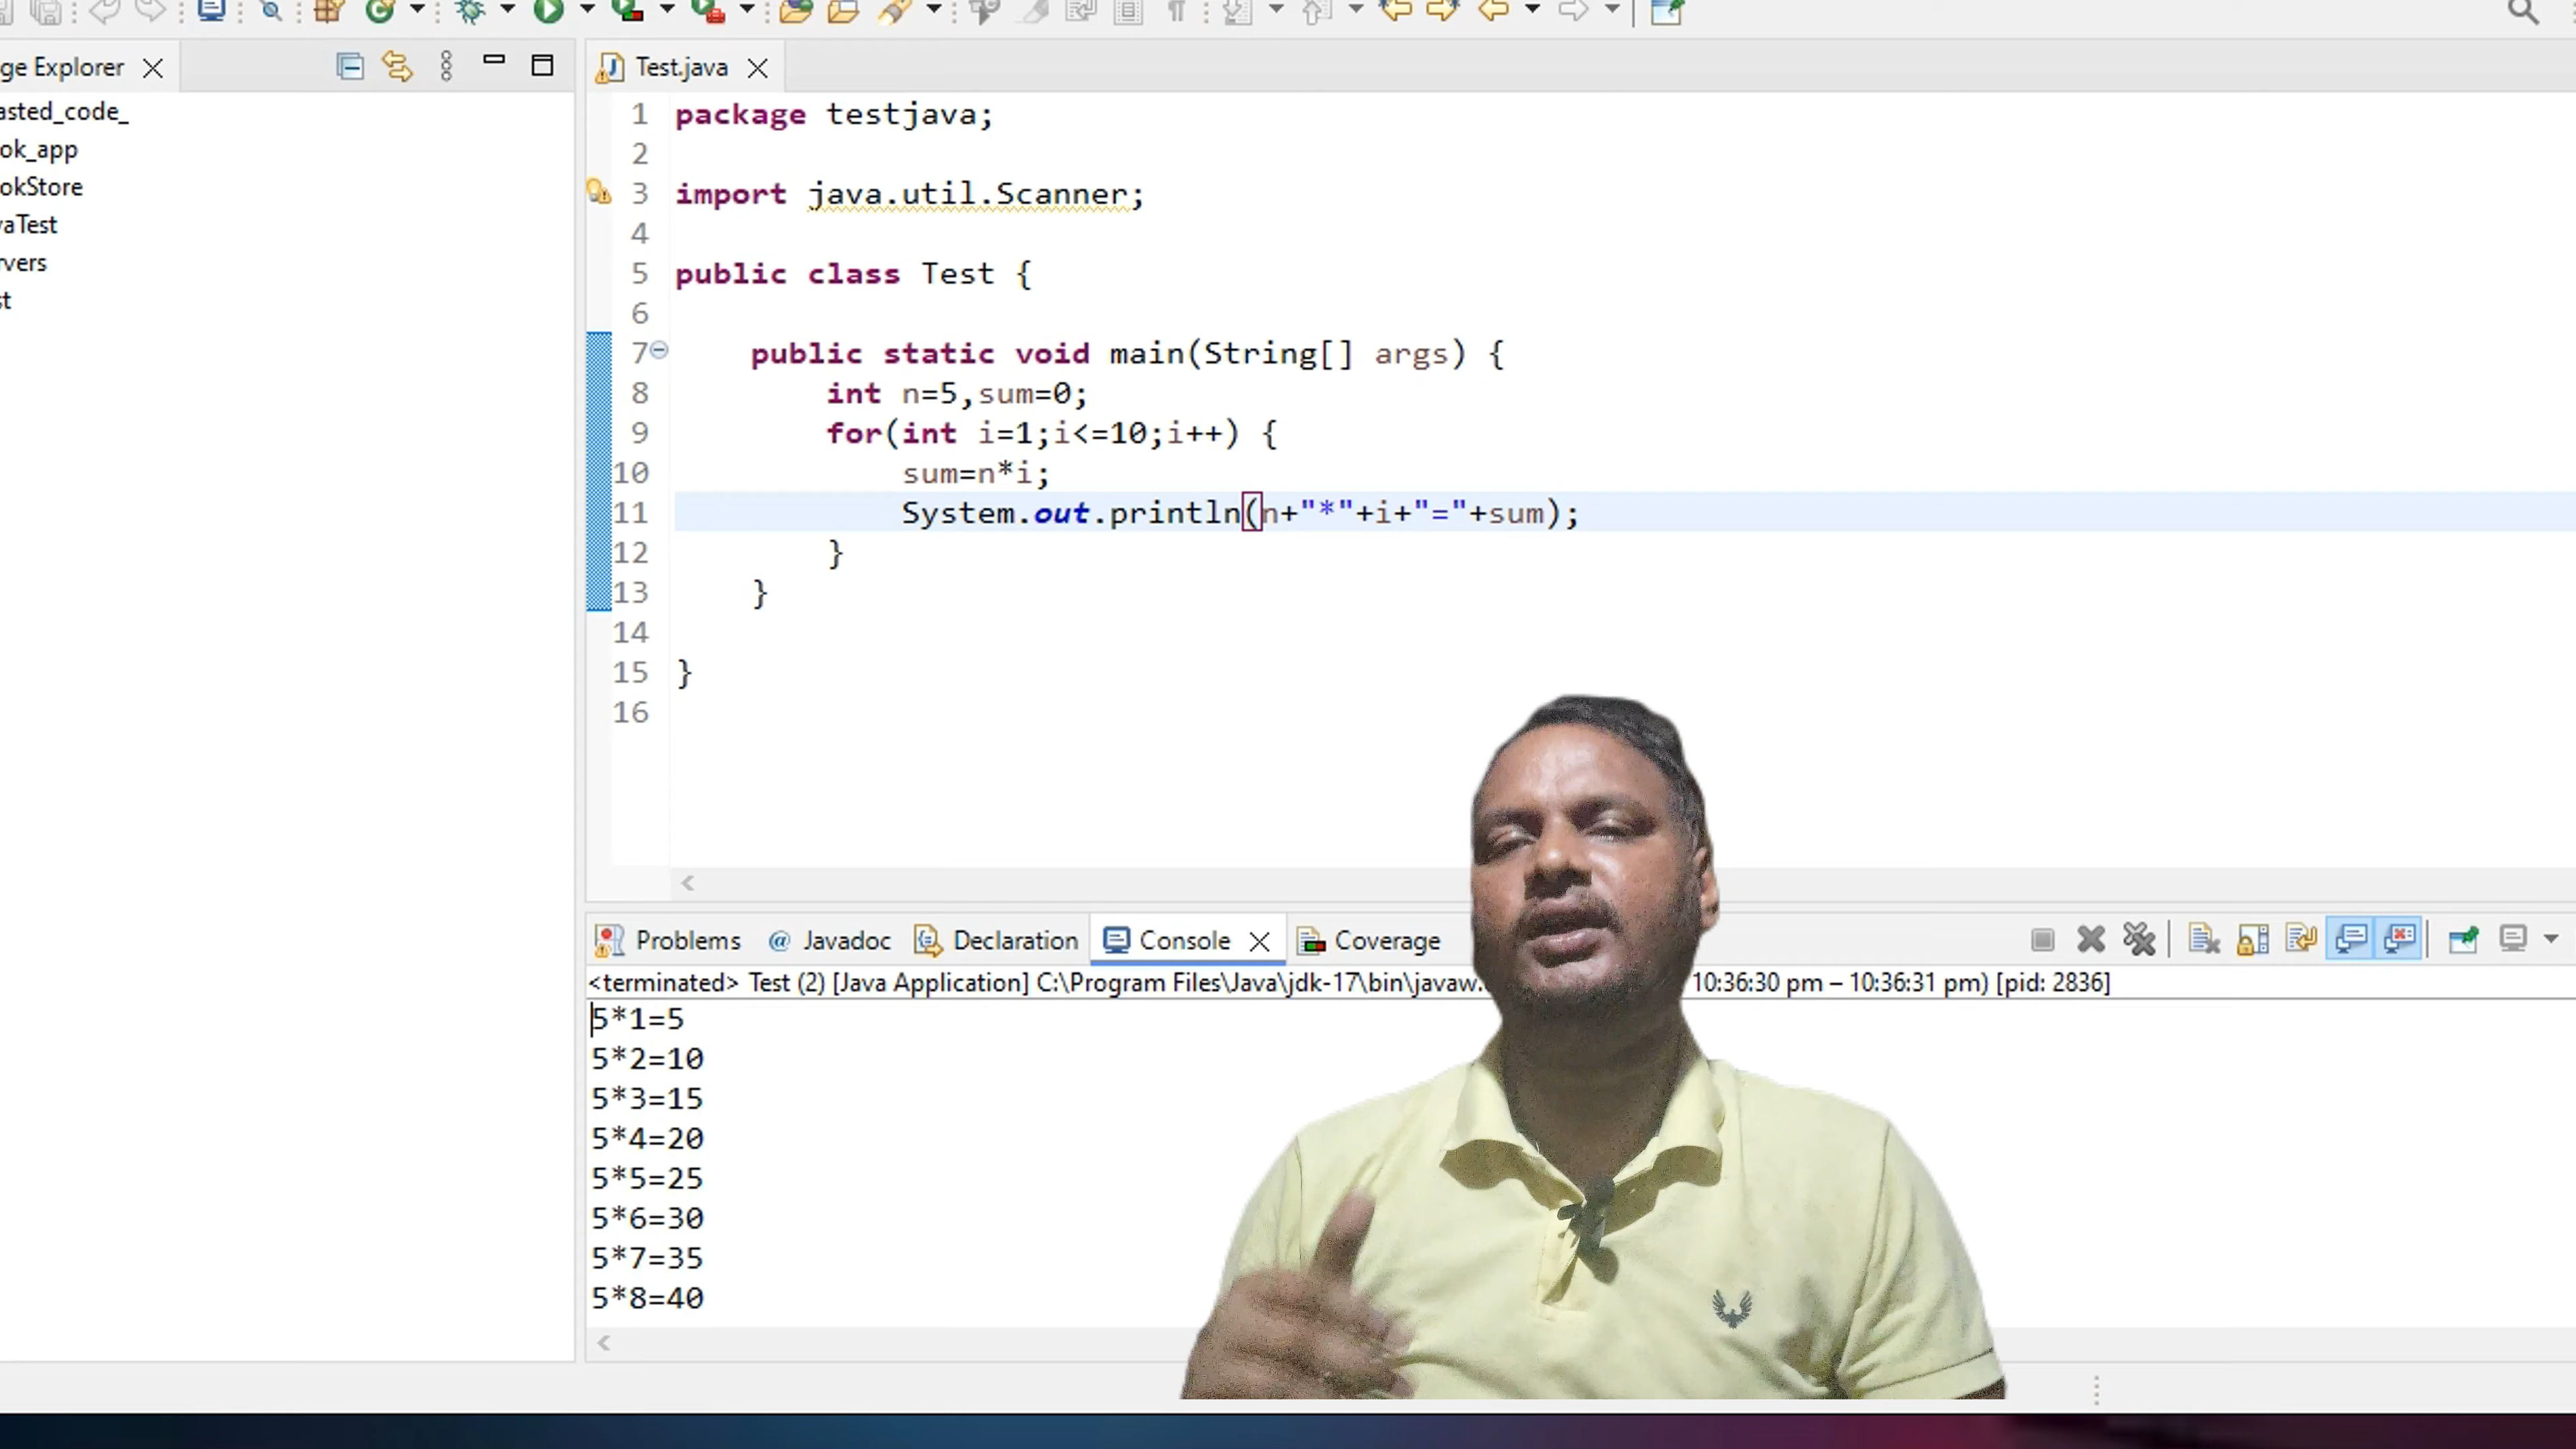 ge Explorer
asted_code_
ok_app
okStore
vaTest
rvers
st
Test.java
1 package testjava;
2
3 import java.util.Scanner;
4
5 public class Test {
6
7 public static void main(String[] args) {
8 int n=5,sum=0;
9 for(int i=1;i<=10;i++) {
10 sum=n*i;
11 System.out.println(n+"*"+i+"="+sum);
12 }
13 }
14
15 }
16
Problems @ Javadoc Declaration Console Coverage
<terminated> Test (2) [Java Application] C:\Program Files\Java\jdk-17\bin\javaw. 10:36:30 pm – 10:36:31 pm) [pid: 2836]
5*1=5
5*2=10
5*3=15
5*4=20
5*5=25
5*6=30
5*7=35
5*8=40